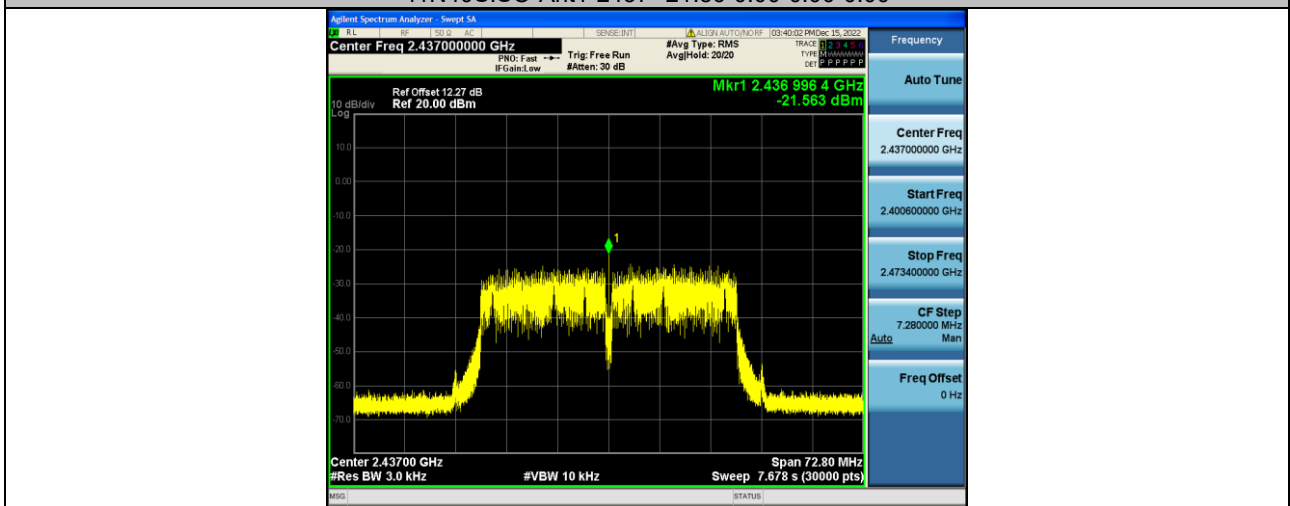 Agilent Spectrum Analyzer - Swept SA
RL RF 50 Ω AC SENSE:INT ALIGN AUTO/NO RF 03:40:02 PM Dec 15, 2022
Center Freq 2.437000000 GHz
PNO: Fast
IFGain:Low
Trig: Free Run
#Atten: 30 dB
#Avg Type: RMS
Avg|Hold: 20/20
TRACE 1 2 3 4 5 6
TYPE
DET P P P P P P
Ref Offset 12.27 dB
10 dB/div Ref 20.00 dBm
Log
Mkr1 2.436 996 4 GHz
-21.563 dBm
10.0
0.00
-10.0
-20.0
-30.0
-40.0
-50.0
-60.0
-70.0
1
Center 2.43700 GHz
#Res BW 3.0 kHz
#VBW 10 kHz
Span 72.80 MHz
Sweep 7.678 s (30000 pts)
MSG
STATUS
Frequency
Auto Tune
Center Freq
2.437000000 GHz
Start Freq
2.400600000 GHz
Stop Freq
2.473400000 GHz
CF Step
7.280000 MHz
Auto Man
Freq Offset
0 Hz